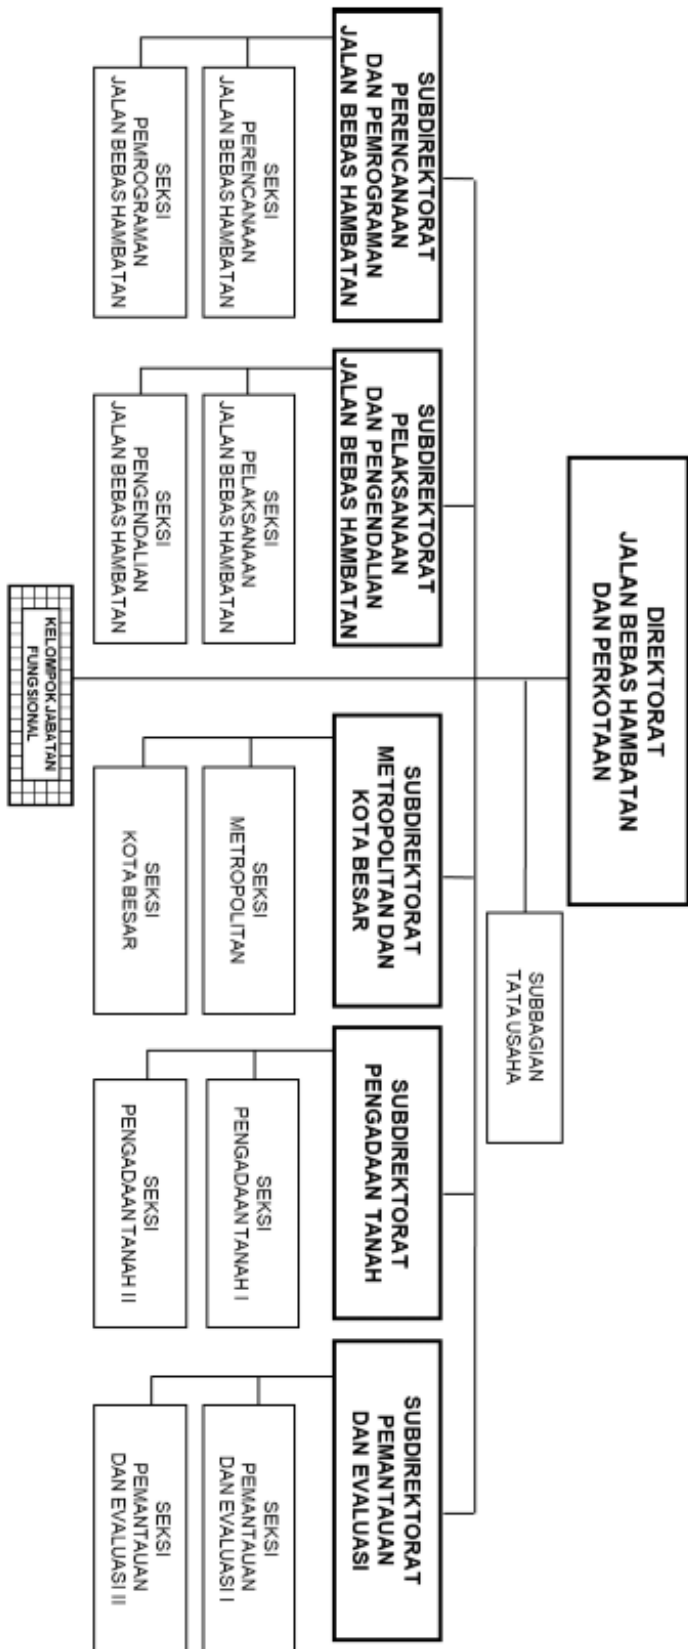 DIREKTORAT
JALAN BEBAS HAMBATAN
DAN PERKOTAAN
SUBBAGIAN
TATA USAHA
SUBDIREKTORAT
PERENCANAAN
DAN PEMROGRAMAN
JALAN BEBAS HAMBATAN
SEKSI
PERENCANAAN
JALAN BEBAS HAMBATAN
SEKSI
PEMROGRAMAN
JALAN BEBAS HAMBATAN
SUBDIREKTORAT
PELAKSANAAN
DAN PENGENDALIAN
JALAN BEBAS HAMBATAN
SEKSI
PELAKSANAAN
JALAN BEBAS HAMBATAN
SEKSI
PENGENDALIAN
JALAN BEBAS HAMBATAN
SUBDIREKTORAT
METROPOLITAN DAN
KOTA BESAR
SEKSI
METROPOLITAN
SEKSI
KOTA BESAR
SUBDIREKTORAT
PENGADAAN TANAH
SEKSI
PENGADAAN TANAH I
SEKSI
PENGADAAN TANAH II
SUBDIREKTORAT
PEMANTAUAN
DAN EVALUASI
SEKSI
PEMANTAUAN
DAN EVALUASI I
SEKSI
PEMANTAUAN
DAN EVALUASI II
KELOMPOK JABATAN
FUNGSIONAL